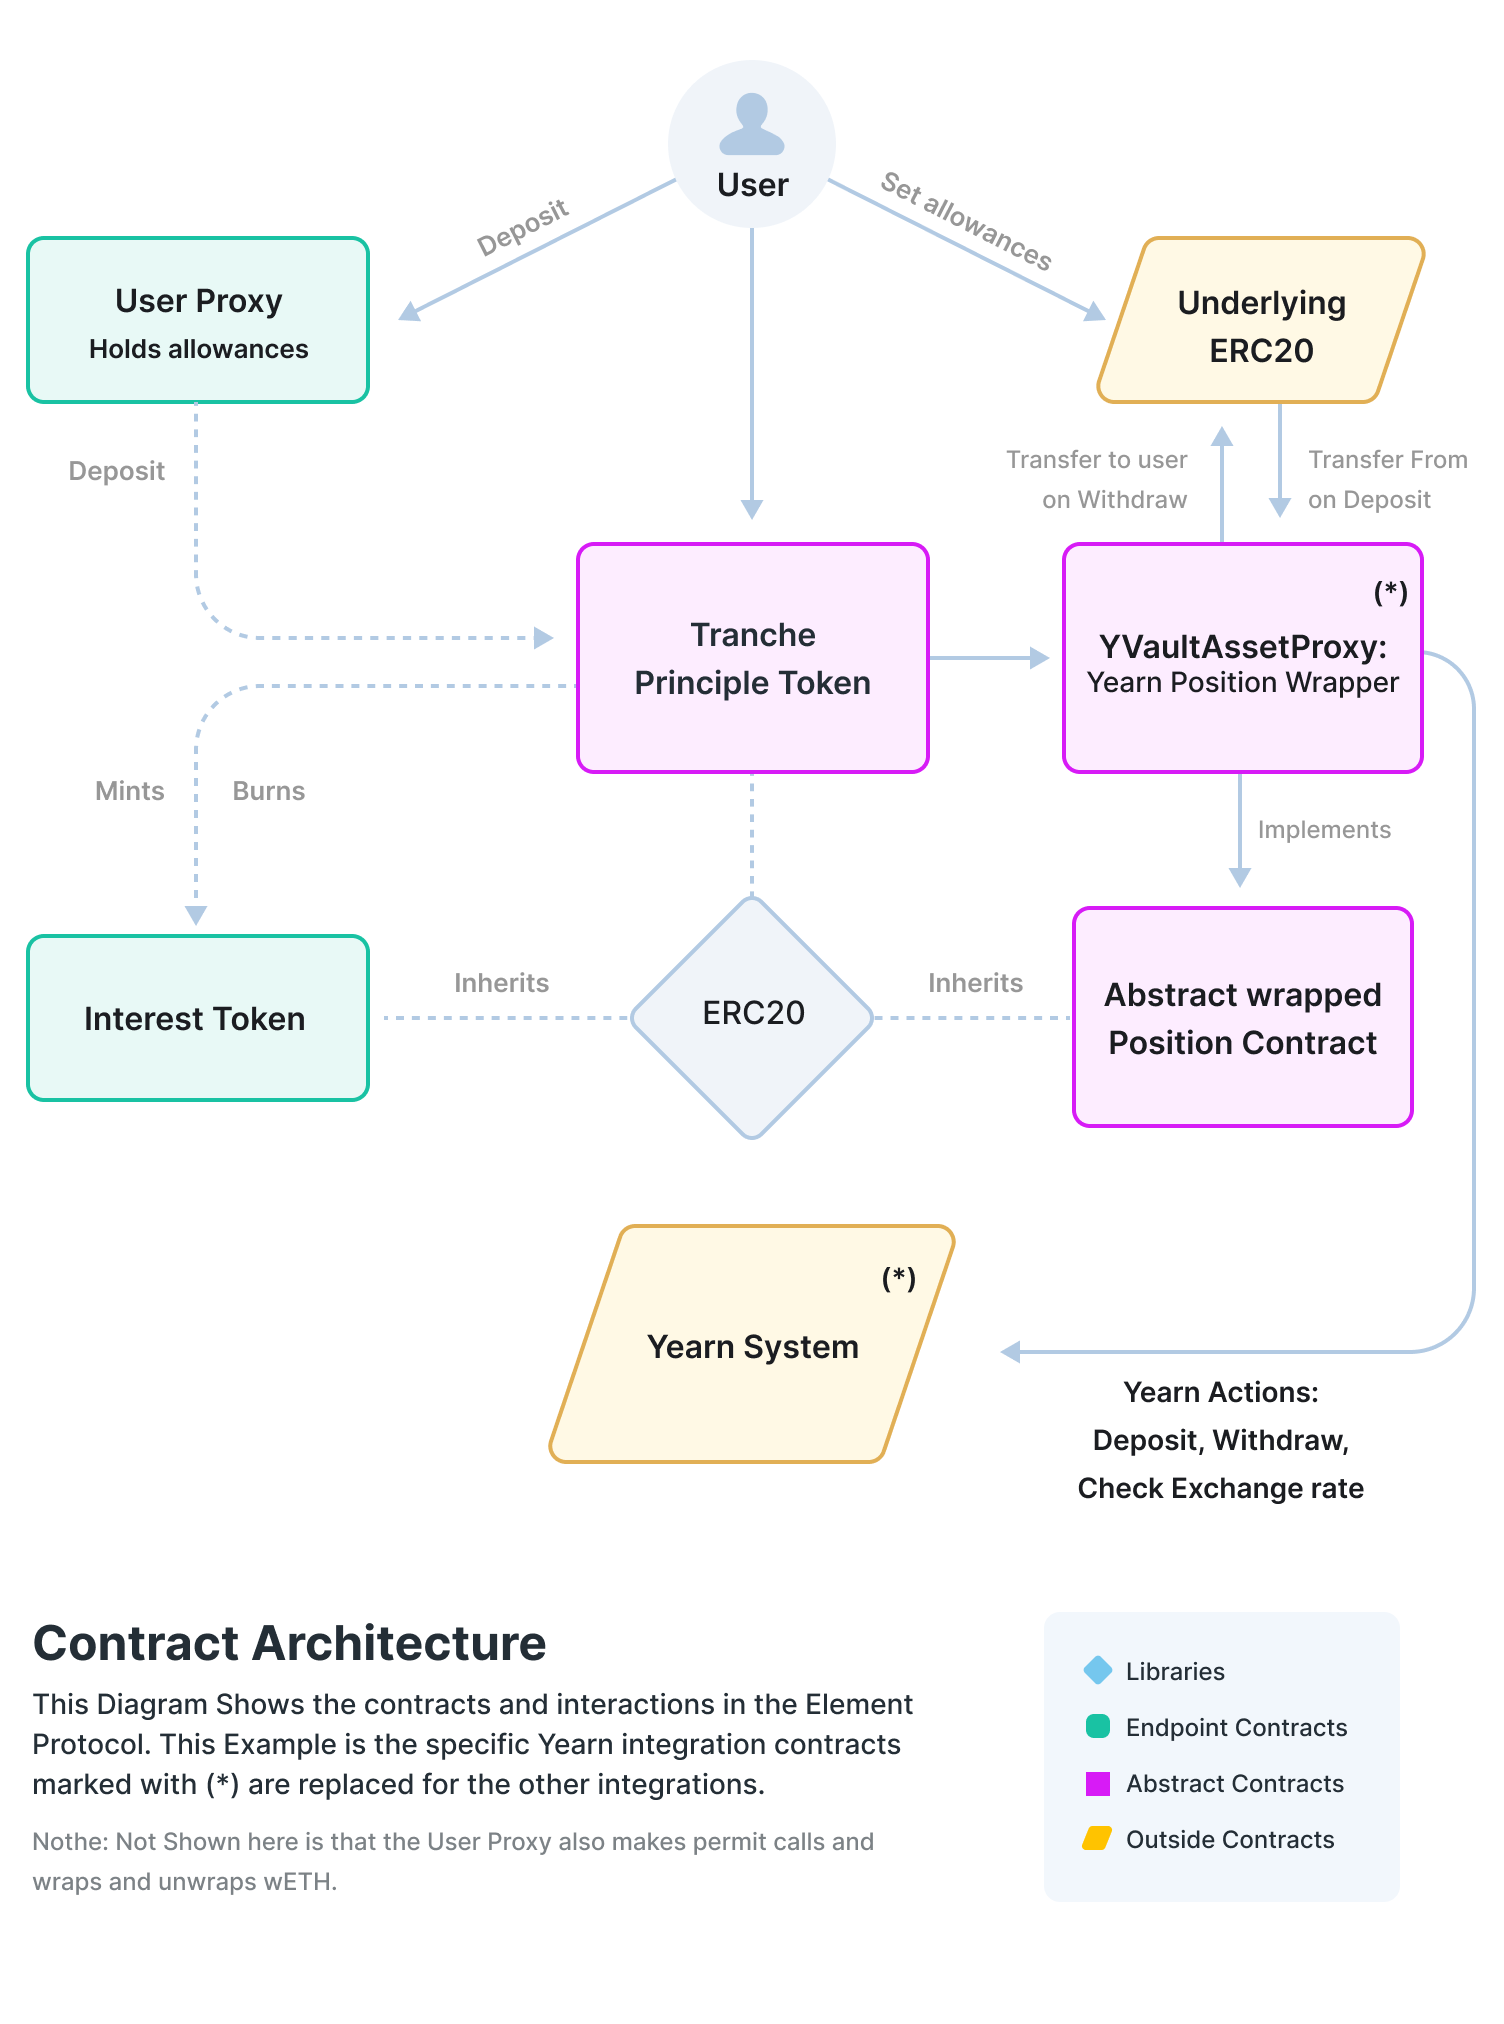 User
Deposit
Set allowances
User Proxy
Holds allowances
Underlying
ERC20
Deposit
Transfer to user
on Withdraw
Transfer From
on Deposit
Tranche
Principle Token
(*)
YVaultAssetProxy:
Yearn Position Wrapper
Mints
Burns
Implements
Interest Token
Inherits
ERC20
Inherits
Abstract wrapped
Position Contract
(*)
Yearn System
Yearn Actions:
Deposit, Withdraw,
Check Exchange rate
Contract Architecture
This Diagram Shows the contracts and interactions in the Element
Protocol. This Example is the specific Yearn integration contracts
marked with (*) are replaced for the other integrations.
Nothe: Not Shown here is that the User Proxy also makes permit calls and
wraps and unwraps wETH.
Libraries
Endpoint Contracts
Abstract Contracts
Outside Contracts